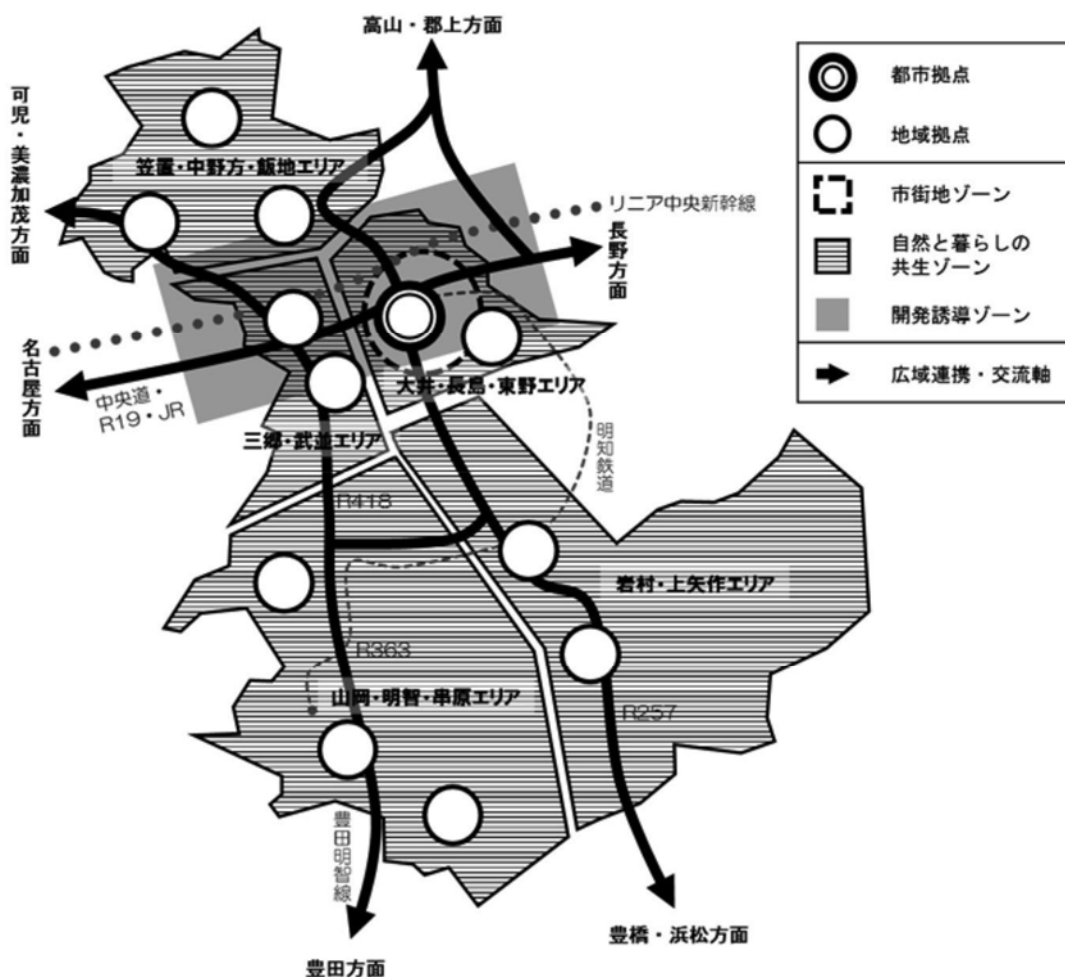 高山・郡上方面
可児・美濃加茂方面
笠置・中野方・飯地エリア
リニア中央新幹線
長野方面
名古屋方面
中央道・
R19・JR
大井・長島・東野エリア
三郷・武並エリア
明知鉄道
R418
岩村・上矢作エリア
R363
山岡・明智・串原エリア
R257
豊田明智線
豊田方面
豊橋・浜松方面
都市拠点
地域拠点
市街地ゾーン
自然と暮らしの
共生ゾーン
開発誘導ゾーン
広域連携・交流軸